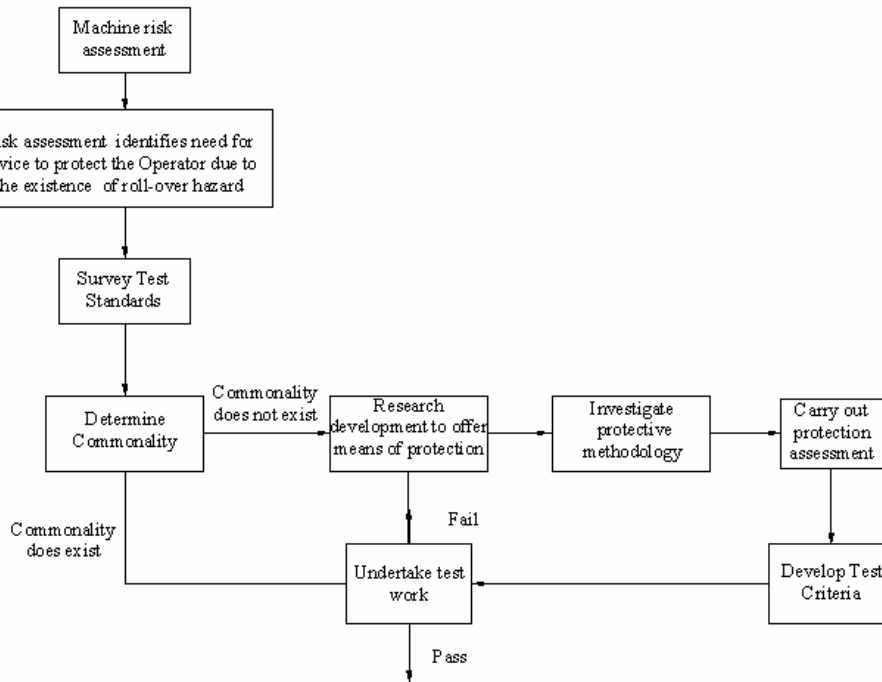 Machine risk
assessment
isk assessment identifies need for
vice to protect the Operator due to
he existence of roll-over hazard
Survey Test
Standards
Determine
Commonality
Commonality
does not exist
Research
development to offer
means of protection
Investigate
protective
methodology
Carry out
protection
assessment
Commonality
does exist
Fail
Undertake test
work
Develop Test
Criteria
Pass